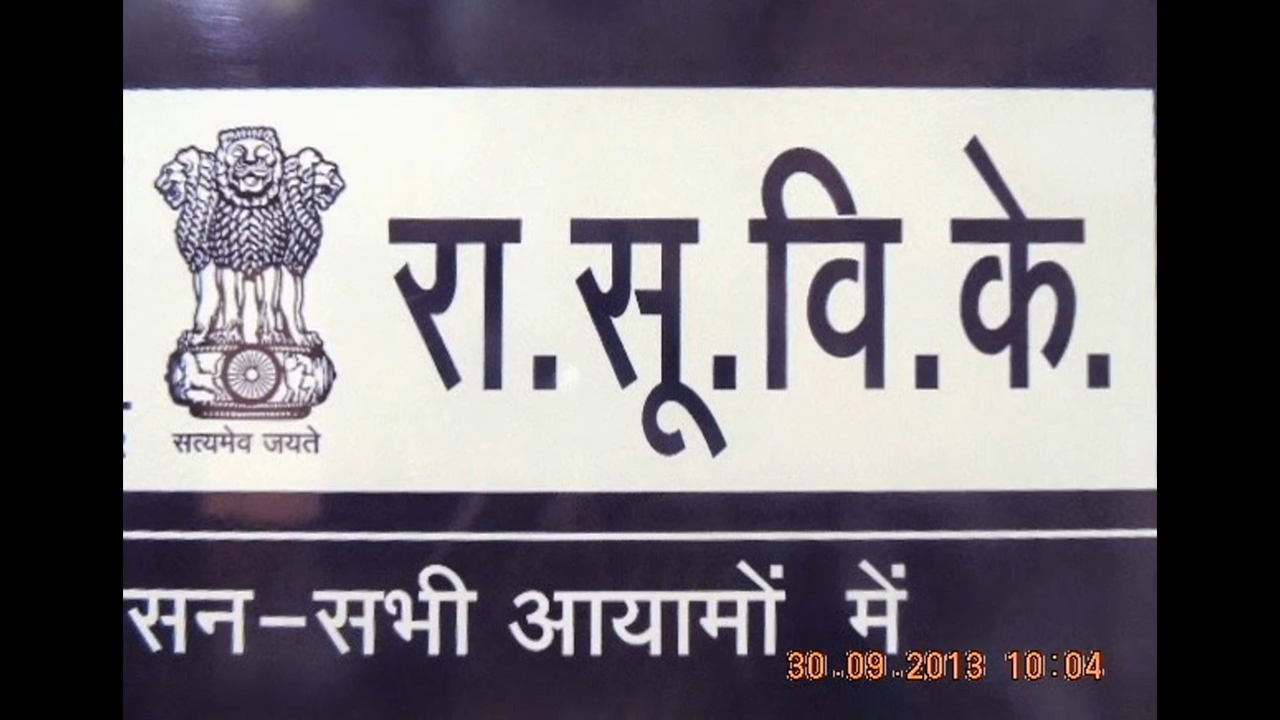 रा.सू.वि.के.
सत्यमेव जयते
सन-सभी आयामों में
30.09.2013 10:04